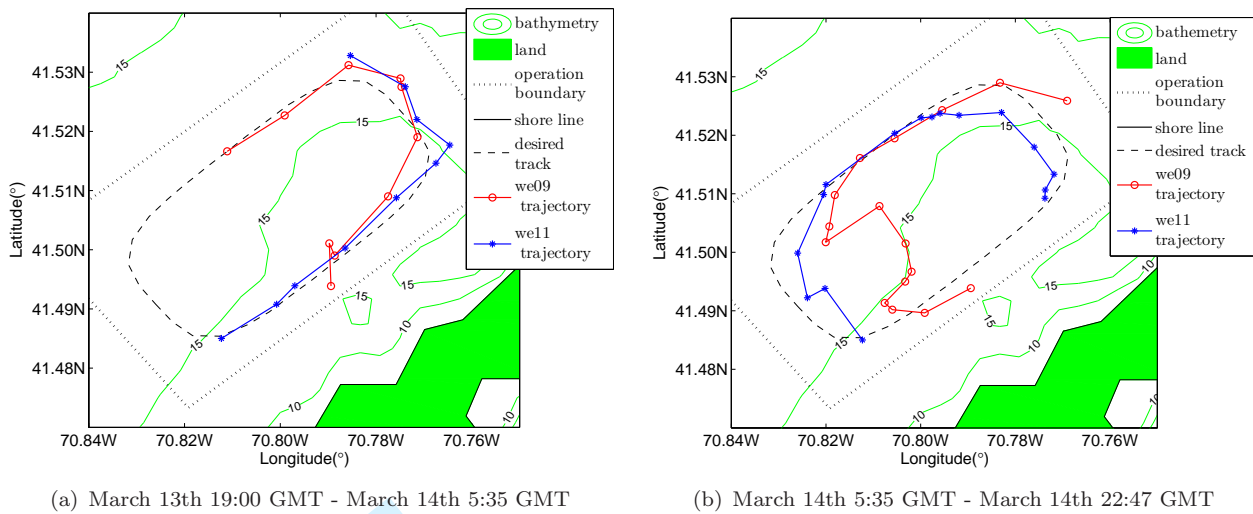 bathymetry
land
operation
boundary
shore line
desired
track
we09
trajectory
we11
trajectory
15
15
15
15
15
15
10
10
10
41.53N
41.52N
41.51N
41.50N
41.49N
41.48N
Latitude(°)
70.84W 70.82W 70.80W 70.78W 70.76W
Longitude(°)
(a) March 13th 19:00 GMT - March 14th 5:35 GMT
bathemetry
land
operation
boundary
shore line
desired track
we09
trajectory
we11
trajectory
15
15
15
15
15
15
10
10
10
41.53N
41.52N
41.51N
41.50N
41.49N
41.48N
Latitude(°)
70.84W 70.82W 70.80W 70.78W 70.76W
Longitude(°)
(b) March 14th 5:35 GMT - March 14th 22:47 GMT